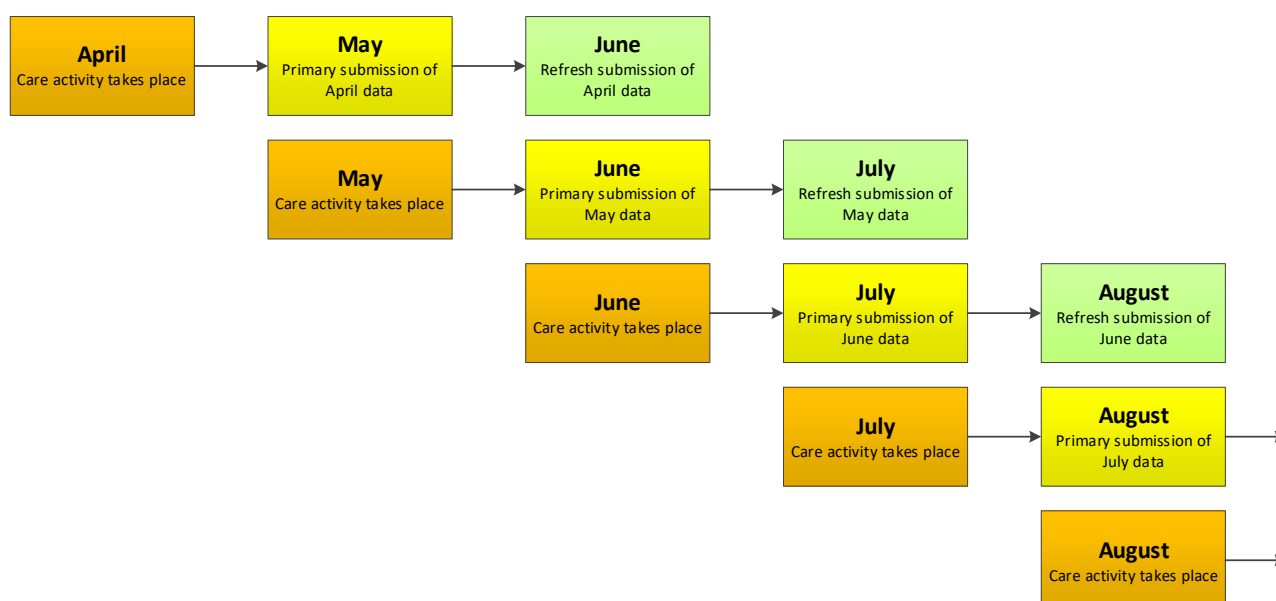 April
Care activity takes place
May
Primary submission of
April data
June
Refresh submission of
April data
May
Care activity takes place
June
Primary submission of
May data
July
Refresh submission of
May data
June
Care activity takes place
July
Primary submission of
June data
August
Refresh submission of
June data
July
Care activity takes place
August
Primary submission of
July data
August
Care activity takes place